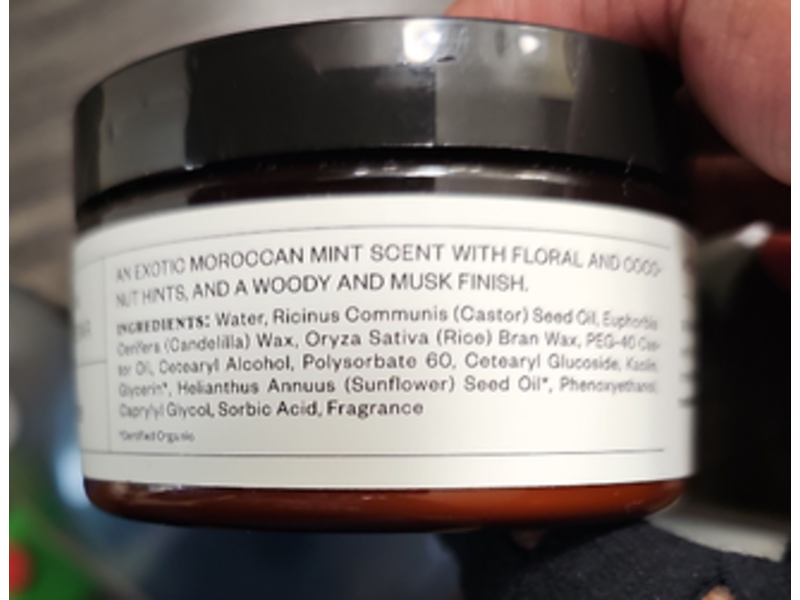 AN EXOTIC MOROCCAN MINT SCENT WITH FLORAL AND COCO-
NUT HINTS, AND A WOODY AND MUSK FINISH.
INGREDIENTS: Water, Ricinus Communis (Castor) Seed Oil, Euphorbia
Cerifera (Candelilla) Wax, Oryza Sativa (Rice) Bran Wax, PEG-40 Cas-
tor Oil, Cetearyl Alcohol, Polysorbate 60, Cetearyl Glucoside, Kaolin,
Glycerin*, Helianthus Annuus (Sunflower) Seed Oil*, Phenoxyethanol,
Caprylyl Glycol, Sorbic Acid, Fragrance
*Certified Organic